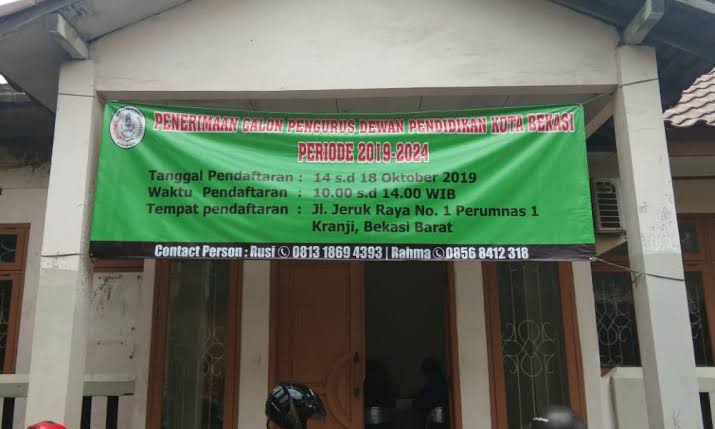 PENERIMAAN CALON PENGURUS DEWAN PENDIDIKAN KOTA BEKASI
PERIODE 2019-2024
Tanggal Pendaftaran : 14 s.d 18 Oktober 2019
Waktu Pendaftaran : 10.00 s.d 14.00 WIB
Tempat pendaftaran : Jl. Jeruk Raya No. 1 Perumnas 1
Kranji, Bekasi Barat
Contact Person : Rusi 0813 1869 4393 | Rahma 0856 8412 318